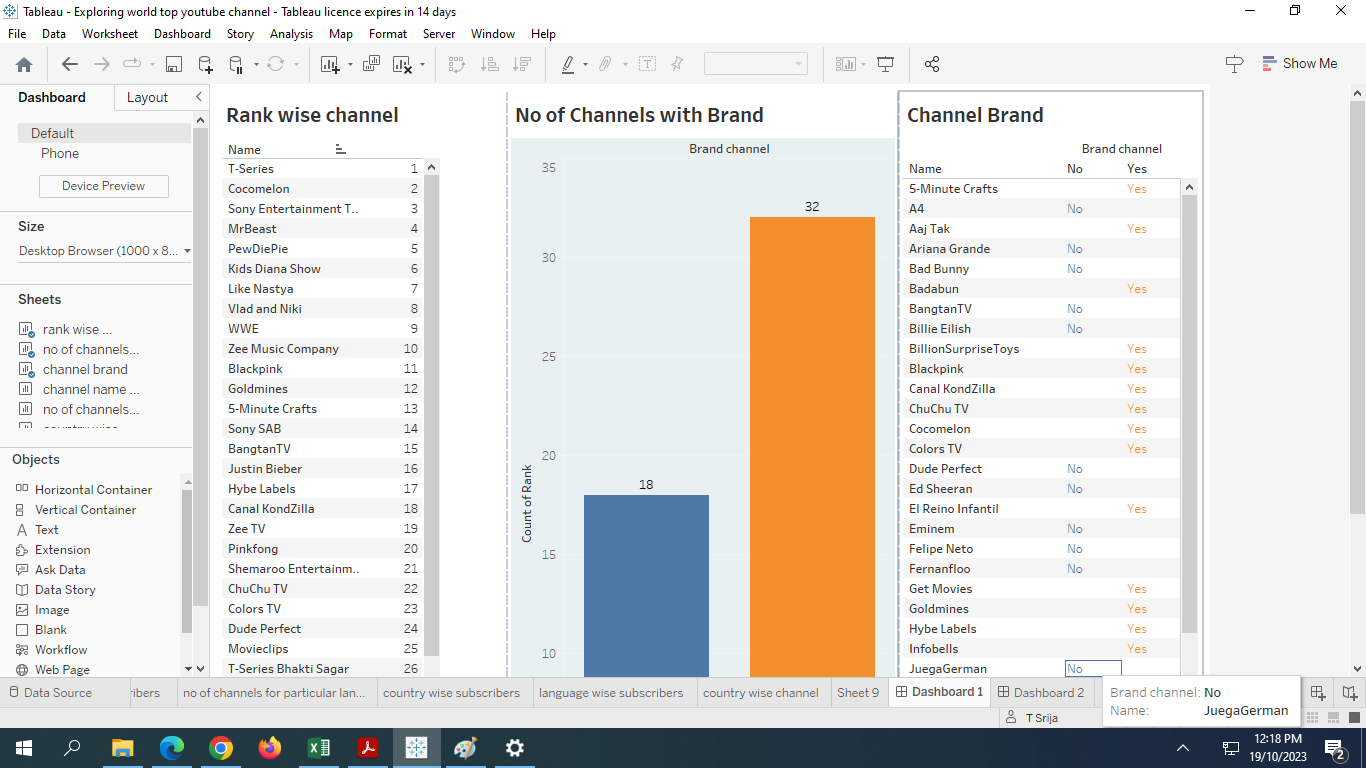 Tableau - Exploring world top youtube channel - Tableau licence expires in 14 days
File Data Worksheet Dashboard Story Analysis Map Format Server Window Help
Show Me
Dashboard Layout
Default
Phone
Device Preview
Size
Desktop Browser (1000 x 8...
Sheets
rank wise ...
no of channels...
channel brand
channel name ...
no of channels...
Objects
Horizontal Container
Vertical Container
Text
Extension
Ask Data
Data Story
Image
Blank
Workflow
Web Page
Rank wise channel
Name
T-Series 1
Cocomelon 2
Sony Entertainment T.. 3
MrBeast 4
PewDiePie 5
Kids Diana Show 6
Like Nastya 7
Vlad and Niki 8
WWE 9
Zee Music Company 10
Blackpink 11
Goldmines 12
5-Minute Crafts 13
Sony SAB 14
BangtanTV 15
Justin Bieber 16
Hybe Labels 17
Canal KondZilla 18
Zee TV 19
Pinkfong 20
Shemaroo Entertainm.. 21
ChuChu TV 22
Colors TV 23
Dude Perfect 24
Movieclips 25
T-Series Bhakti Sagar 26
No of Channels with Brand
Brand channel
35
30
25
20
15
10
Count of Rank
18
32
Channel Brand
Brand channel
Name No Yes
5-Minute Crafts Yes
A4 No
Aaj Tak Yes
Ariana Grande No
Bad Bunny No
Badabun Yes
BangtanTV No
Billie Eilish No
BillionSurpriseToys Yes
Blackpink Yes
Canal KondZilla Yes
ChuChu TV Yes
Cocomelon Yes
Colors TV Yes
Dude Perfect No
Ed Sheeran No
El Reino Infantil Yes
Eminem No
Felipe Neto No
Fernanfloo No
Get Movies Yes
Goldmines Yes
Hybe Labels Yes
Infobells Yes
JuegaGerman No
Data Source
ribers
no of channels for particular lan...
country wise subscribers
language wise subscribers
country wise channel
Sheet 9
Dashboard 1
Dashboard 2
Brand channel: No
Name: JuegaGerman
T Srija
12:18 PM
19/10/2023
2